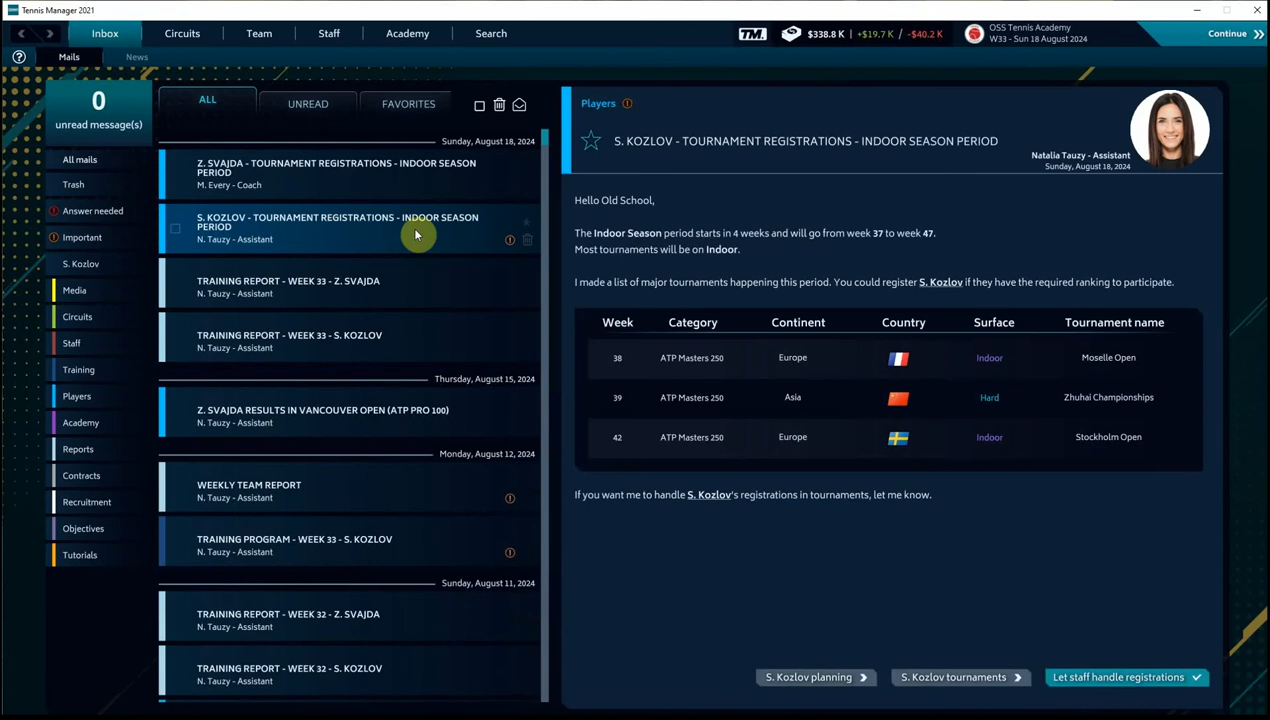 Tennis Manager 2021
Inbox
Circuits
Team
Staff
Academy
Search
TM.
$338.8 K / +$19.7 K / -$40.2 K
OSS Tennis Academy
W33 - Sun 18 August 2024
Continue
?
Mails
News
0
unread message(s)
All mails
Trash
Answer needed
Important
S. Kozlov
Media
Circuits
Staff
Training
Players
Academy
Reports
Contracts
Recruitment
Objectives
Tutorials
ALL
UNREAD
FAVORITES
Sunday, August 18, 2024
Z. SVAJDA - TOURNAMENT REGISTRATIONS - INDOOR SEASON
PERIOD
M. Every - Coach
S. KOZLOV - TOURNAMENT REGISTRATIONS - INDOOR SEASON
PERIOD
N. Tauzy - Assistant
TRAINING REPORT - WEEK 33 - Z. SVAJDA
N. Tauzy - Assistant
TRAINING REPORT - WEEK 33 - S. KOZLOV
N. Tauzy - Assistant
Thursday, August 15, 2024
Z. SVAJDA RESULTS IN VANCOUVER OPEN (ATP PRO 100)
N. Tauzy - Assistant
Monday, August 12, 2024
WEEKLY TEAM REPORT
N. Tauzy - Assistant
TRAINING PROGRAM - WEEK 33 - S. KOZLOV
N. Tauzy - Assistant
Sunday, August 11, 2024
TRAINING REPORT - WEEK 32 - Z. SVAJDA
N. Tauzy - Assistant
TRAINING REPORT - WEEK 32 - S. KOZLOV
N. Tauzy - Assistant
Players
S. KOZLOV - TOURNAMENT REGISTRATIONS - INDOOR SEASON PERIOD
Natalia Tauzy - Assistant
Sunday, August 18, 2024
Hello Old School,
The Indoor Season period starts in 4 weeks and will go from week 37 to week 47.
Most tournaments will be on Indoor.
I made a list of major tournaments happening this period. You could register S. Kozlov if they have the required ranking to participate.
Week Category Continent Country Surface Tournament name
38 ATP Masters 250 Europe Indoor Moselle Open
39 ATP Masters 250 Asia Hard Zhuhai Championships
42 ATP Masters 250 Europe Indoor Stockholm Open
If you want me to handle S. Kozlov's registrations in tournaments, let me know.
S. Kozlov planning
S. Kozlov tournaments
Let staff handle registrations